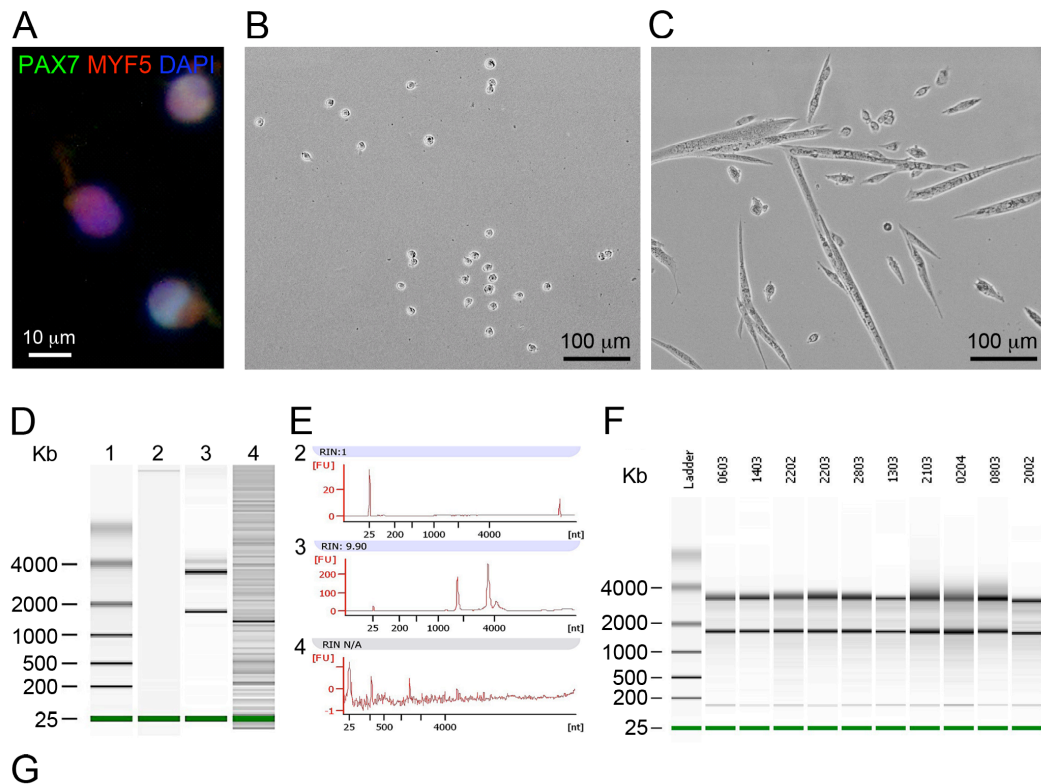 A
PAX7 MYF5 DAPI
10 µm
B
100 µm
C
100 µm
D
Kb 1 2 3 4
4000
2000
1000
500
200
25
E
2 RIN:1
[FU]
20
0
25 200 1000 4000 [nt]
3 RIN: 9.90
[FU]
200
100
0
25 200 1000 4000 [nt]
4 RIN N/A
[FU]
0
-1
25 500 4000 [nt]
F
Kb Ladder 0603 1403 2202 2203 2803 1303 2103 0204 0803 2002
4000
2000
1000
500
200
25
G